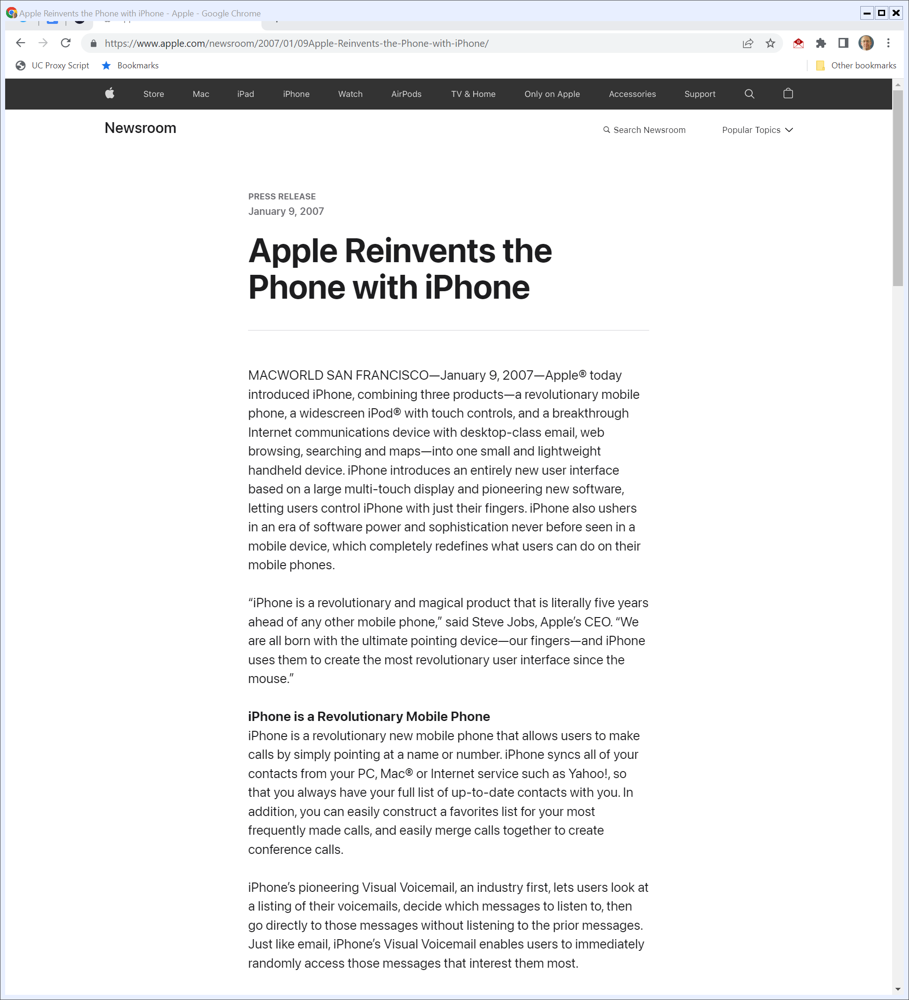 Apple Reinvents the Phone with iPhone - Apple - Google Chrome
https://www.apple.com/newsroom/2007/01/09Apple-Reinvents-the-Phone-with-iPhone/
UC Proxy Script Bookmarks Other bookmarks
Store Mac iPad iPhone Watch AirPods TV & Home Only on Apple Accessories Support
Newsroom Search Newsroom Popular Topics
PRESS RELEASE
January 9, 2007
Apple Reinvents the
Phone with iPhone
MACWORLD SAN FRANCISCO—January 9, 2007—Apple® today
introduced iPhone, combining three products—a revolutionary mobile
phone, a widescreen iPod® with touch controls, and a breakthrough
Internet communications device with desktop-class email, web
browsing, searching and maps—into one small and lightweight
handheld device. iPhone introduces an entirely new user interface
based on a large multi-touch display and pioneering new software,
letting users control iPhone with just their fingers. iPhone also ushers
in an era of software power and sophistication never before seen in a
mobile device, which completely redefines what users can do on their
mobile phones.
“iPhone is a revolutionary and magical product that is literally five years
ahead of any other mobile phone,” said Steve Jobs, Apple’s CEO. “We
are all born with the ultimate pointing device—our fingers—and iPhone
uses them to create the most revolutionary user interface since the
mouse.”
iPhone is a Revolutionary Mobile Phone
iPhone is a revolutionary new mobile phone that allows users to make
calls by simply pointing at a name or number. iPhone syncs all of your
contacts from your PC, Mac® or Internet service such as Yahoo!, so
that you always have your full list of up-to-date contacts with you. In
addition, you can easily construct a favorites list for your most
frequently made calls, and easily merge calls together to create
conference calls.
iPhone’s pioneering Visual Voicemail, an industry first, lets users look at
a listing of their voicemails, decide which messages to listen to, then
go directly to those messages without listening to the prior messages.
Just like email, iPhone’s Visual Voicemail enables users to immediately
randomly access those messages that interest them most.